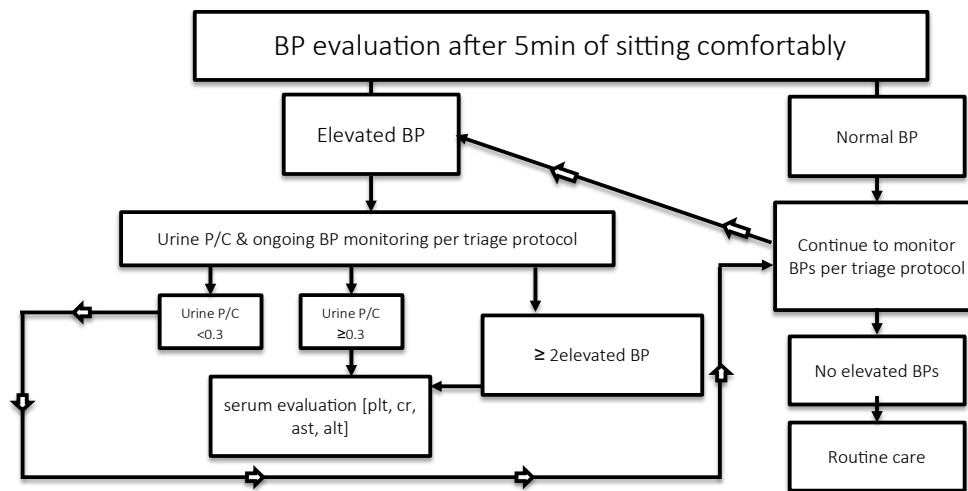 BP evaluation after 5min of sitting comfortably
Elevated BP
Normal BP
Urine P/C & ongoing BP monitoring per triage protocol
Continue to monitor
BPs per triage protocol
Urine P/C
<0.3
Urine P/C
≥0.3
≥ 2elevated BP
No elevated BPs
serum evaluation [plt, cr,
ast, alt]
Routine care